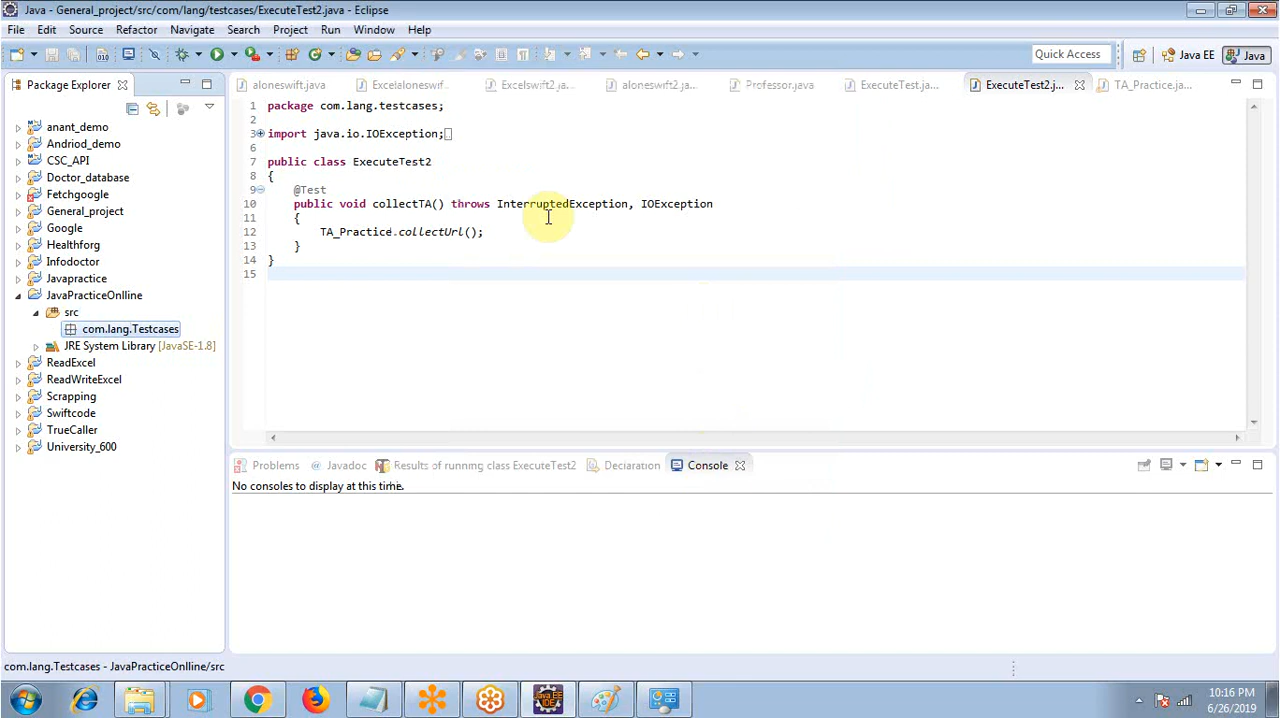 Java - General_project/src/com/lang/testcases/ExecuteTest2.java - Eclipse
File Edit Source Refactor Navigate Search Project Run Window Help
Quick Access Java EE Java
Package Explorer
aloneswift.java Excelaloneswif... Excelswift2.ja... aloneswift2.ja... Professor.java ExecuteTest.ja... ExecuteTest2.j... TA_Practice.ja...
anant_demo
Andriod_demo
CSC_API
Doctor_database
Fetchgoogle
General_project
Google
Healthforg
Infodoctor
Javapractice
JavaPracticeOnlline
src
com.lang.Testcases
JRE System Library [JavaSE-1.8]
ReadExcel
ReadWriteExcel
Scrapping
Swiftcode
TrueCaller
University_600
1 package com.lang.testcases;
2
3 import java.io.IOException;
6
7 public class ExecuteTest2
8 {
9 @Test
10 public void collectTA() throws InterruptedException, IOException
11 {
12 TA_Practice.collectUrl();
13 }
14 }
15
Problems Javadoc Results of running class ExecuteTest2 Declaration Console
No consoles to display at this time.
com.lang.Testcases - JavaPracticeOnlline/src
Java EE
IDE
10:16 PM
6/26/2019